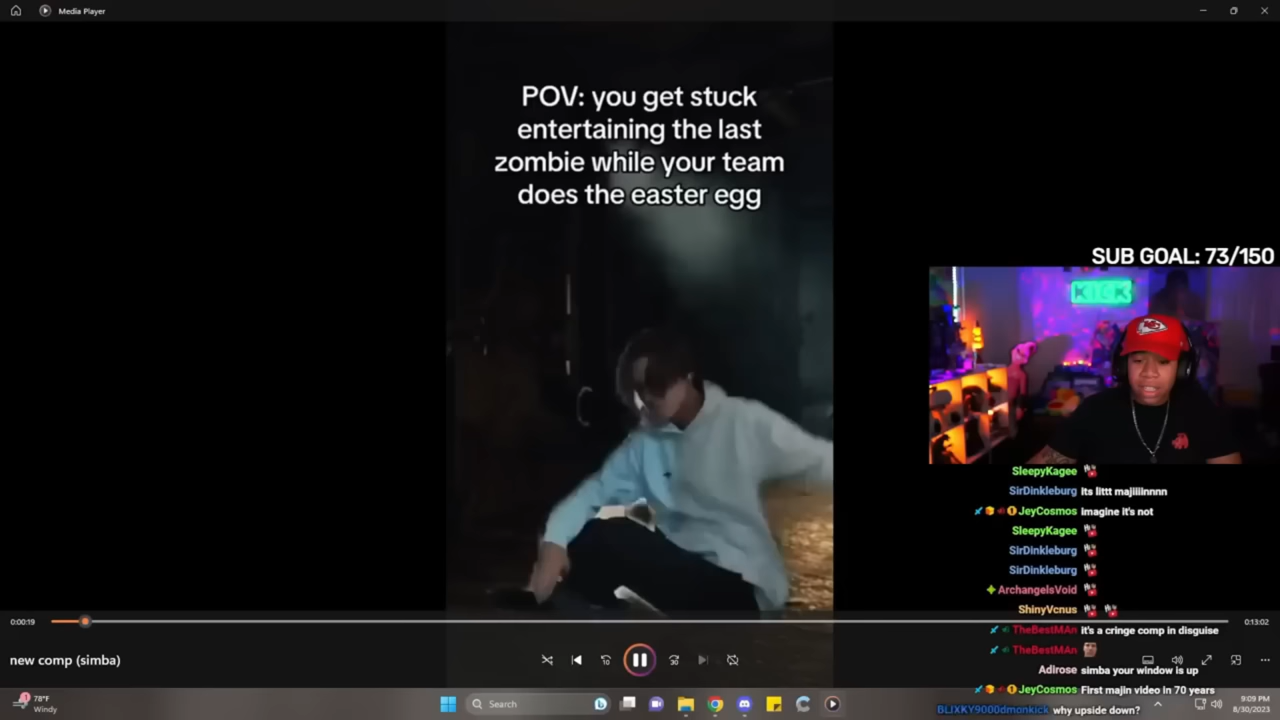 Media Player
POV: you get stuck
entertaining the last
zombie while your team
does the easter egg
SUB GOAL: 73/150
KICK
SleepyKagee
SirDinkleburg Its littt majiiiinnnn
JeyCosmos imagine it's not
SleepyKagee
SirDinkleburg
SirDinkleburg
ArchangelsVoid
ShinyVcnus
TheBestMAn it's a cringe comp in disguise
TheBestMAn
Adirose simba your window is up
JeyCosmos First majin video in 70 years
BLIXKY9000dmonkick why upside down?
0:00:19
0:13:02
new comp (simba)
10
30
1
78°F
Windy
Search
9:09 PM
8/30/2023